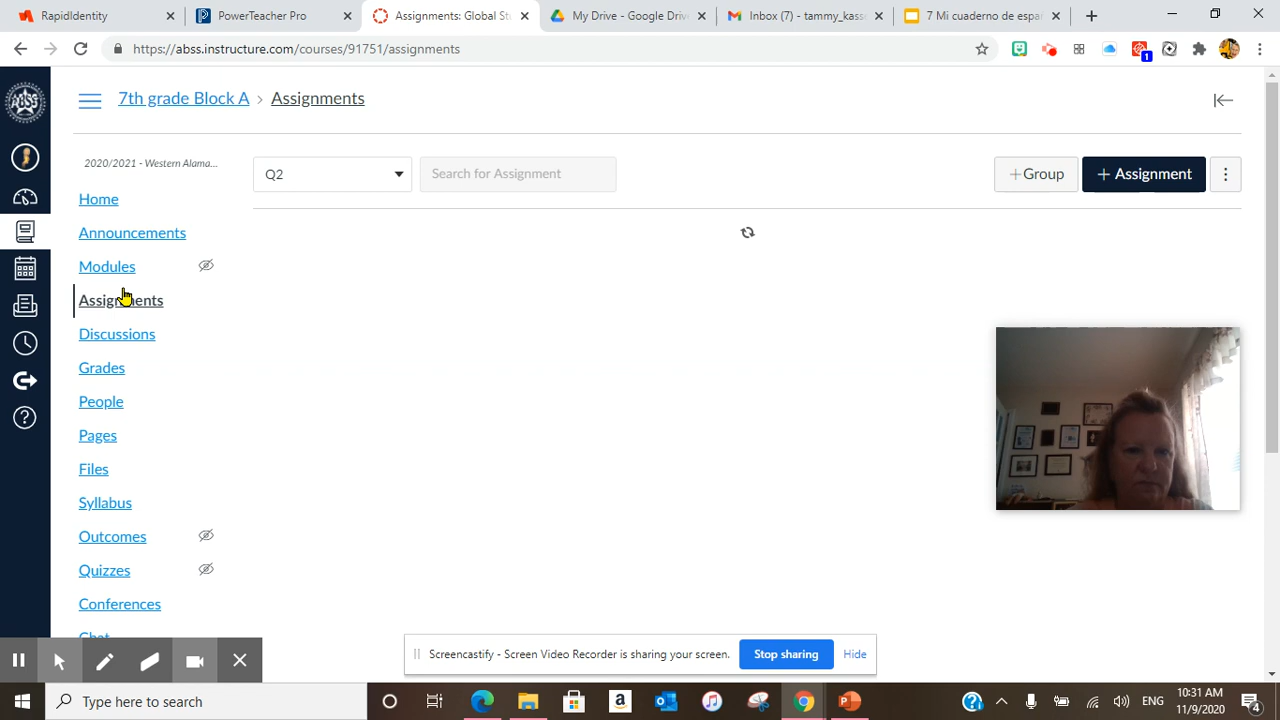 RapidIdentity
PowerTeacher Pro
Assignments: Global St
My Drive - Google Driv
Inbox (7) - tammy_kass
7 Mi cuaderno de espa
https://abss.instructure.com/courses/91751/assignments
1
ABSS
7th grade Block A > Assignments
2020/2021 - Western Alama...
Q2
Search for Assignment
+ Group
+ Assignment
Home
Announcements
Modules
Assignments
Discussions
Grades
People
Pages
Files
Syllabus
Outcomes
Quizzes
Conferences
Chat
Screencastify - Screen Video Recorder is sharing your screen.
Stop sharing
Hide
Type here to search
ENG
10:31 AM
11/9/2020
4